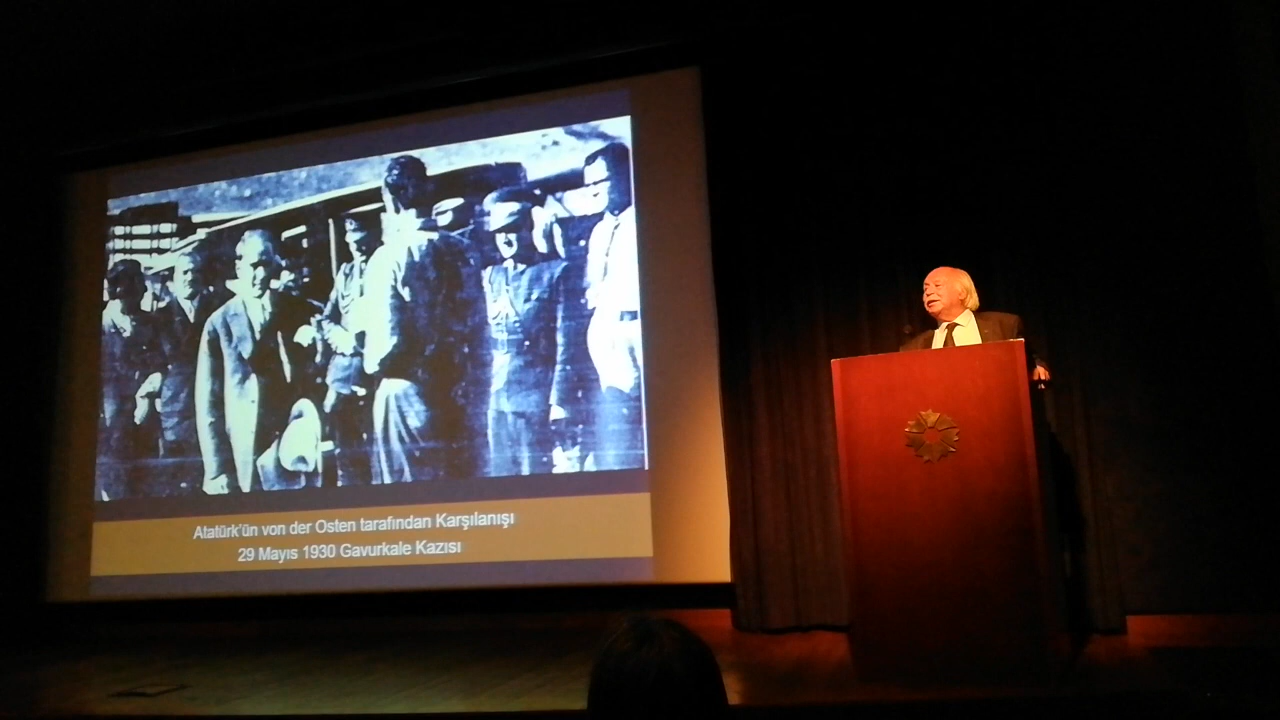 Atatürk'ün von der Osten tarafından Karşılanışı
29 Mayıs 1930 Gavurkale Kazısı